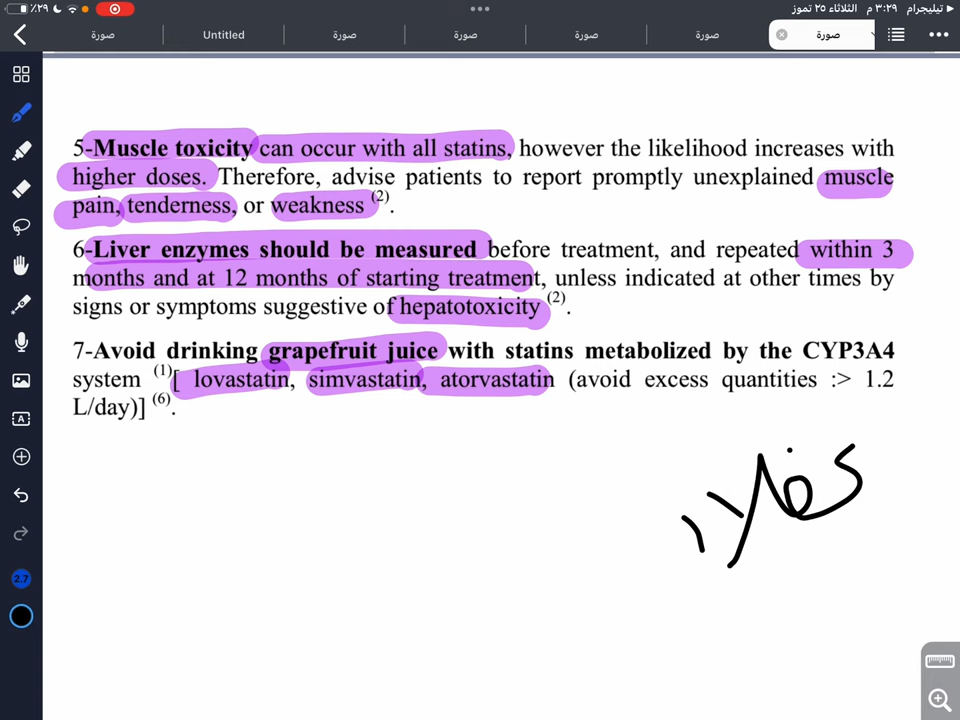 تيليجرام ٣:٢٩ م الثلاثاء ٢٥ تموز
٢٩٪
صورة Untitled صورة صورة صورة صورة صورة
5-Muscle toxicity can occur with all statins, however the likelihood increases with
higher doses. Therefore, advise patients to report promptly unexplained muscle
pain, tenderness, or weakness (2).
6-Liver enzymes should be measured before treatment, and repeated within 3
months and at 12 months of starting treatment, unless indicated at other times by
signs or symptoms suggestive of hepatotoxicity (2).
7-Avoid drinking grapefruit juice with statins metabolized by the CYP3A4
system (1)[ lovastatin, simvastatin, atorvastatin (avoid excess quantities :> 1.2
L/day)] (6).
2.7